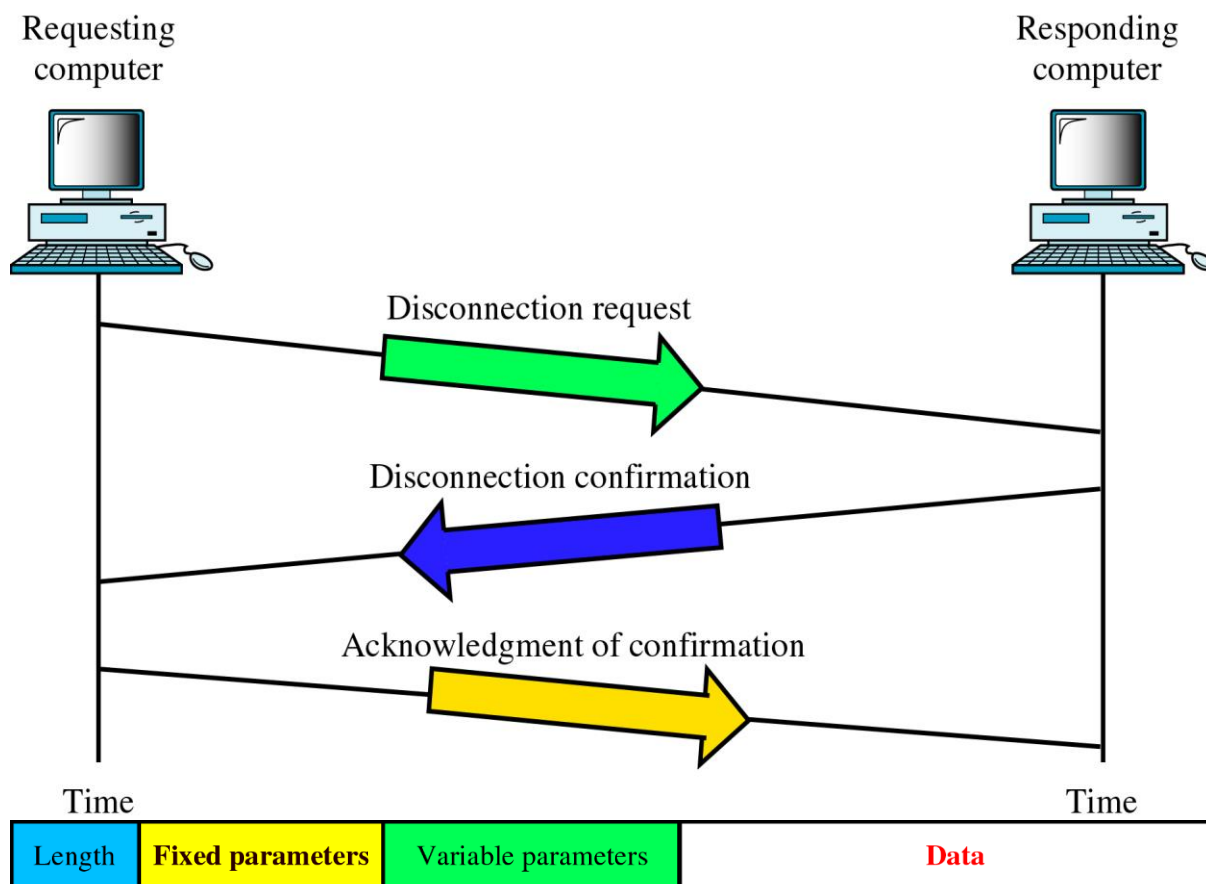 Requesting
computer
Responding
computer
Disconnection request
Disconnection confirmation
Acknowledgment of confirmation
Time
Time
Length
Fixed parameters
Variable parameters
Data